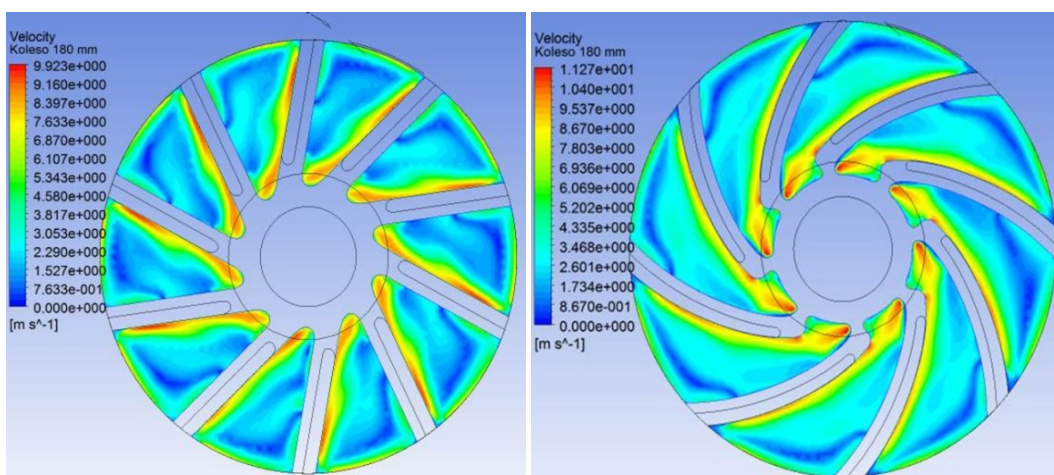 Velocity
Koleso 180 mm
9.923e+000
9.160e+000
8.397e+000
7.633e+000
6.870e+000
6.107e+000
5.343e+000
4.580e+000
3.817e+000
3.053e+000
2.290e+000
1.527e+000
7.633e-001
0.000e+000
[m s^-1]
Velocity
Koleso 180 mm
1.127e+001
1.040e+001
9.537e+000
8.670e+000
7.803e+000
6.936e+000
6.069e+000
5.202e+000
4.335e+000
3.468e+000
2.601e+000
1.734e+000
8.670e-001
0.000e+000
[m s^-1]